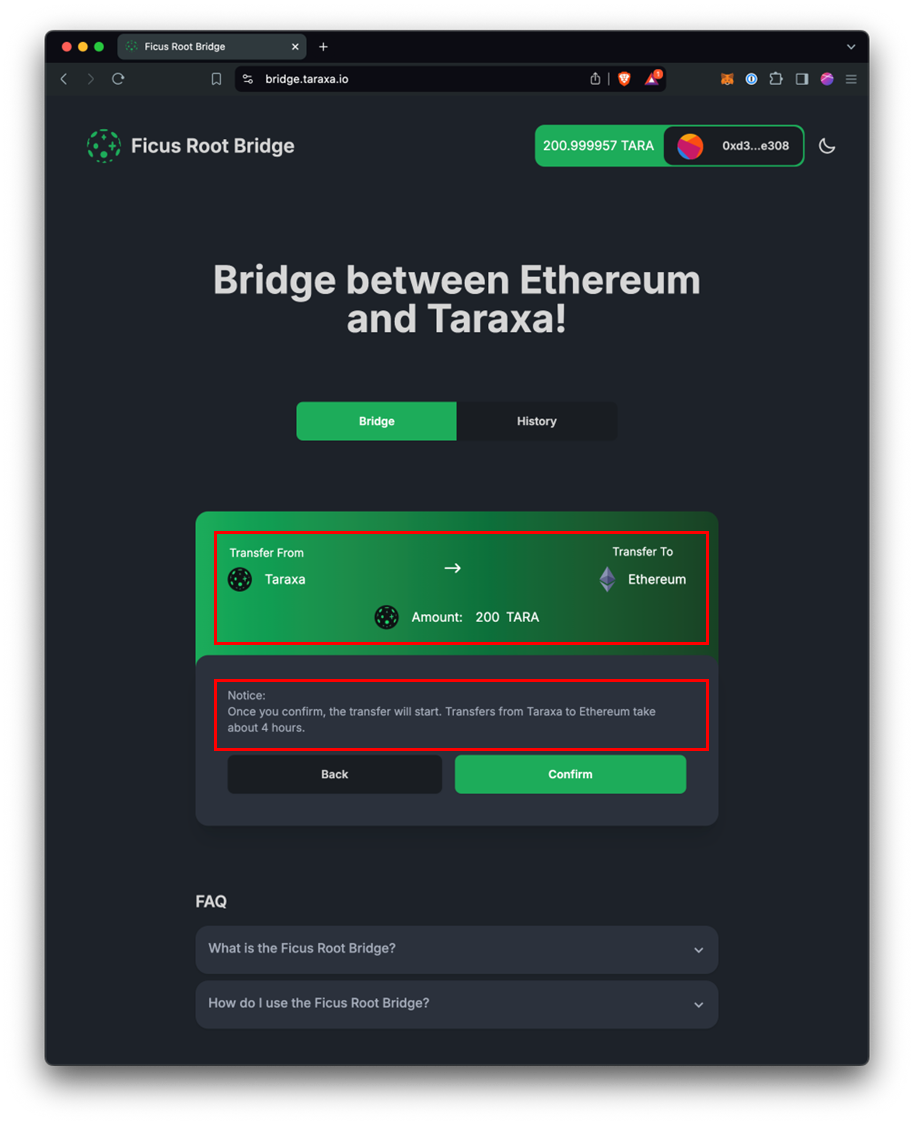 Ficus Root Bridge
bridge.taraxa.io
1
Ficus Root Bridge
200.999957 TARA
0xd3...e308
Bridge between Ethereum
and Taraxa!
Bridge
History
Transfer From
Transfer To
Taraxa
→
Ethereum
Amount: 200 TARA
Notice:
Once you confirm, the transfer will start. Transfers from Taraxa to Ethereum take
about 4 hours.
Back
Confirm
FAQ
What is the Ficus Root Bridge?
How do I use the Ficus Root Bridge?